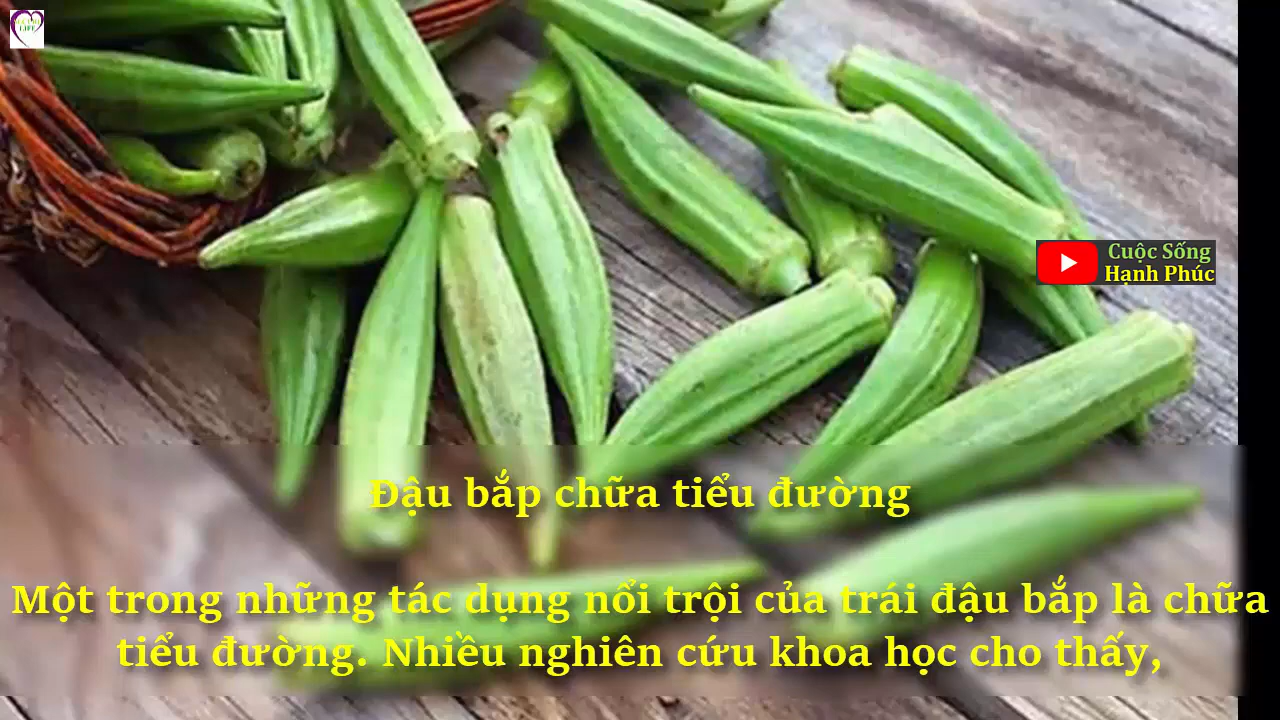 Cuộc Sống
Hạnh Phúc
Đậu bắp chữa tiểu đường
Một trong những tác dụng nổi trội của trái đậu bắp là chữa
tiểu đường. Nhiều nghiên cứu khoa học cho thấy,